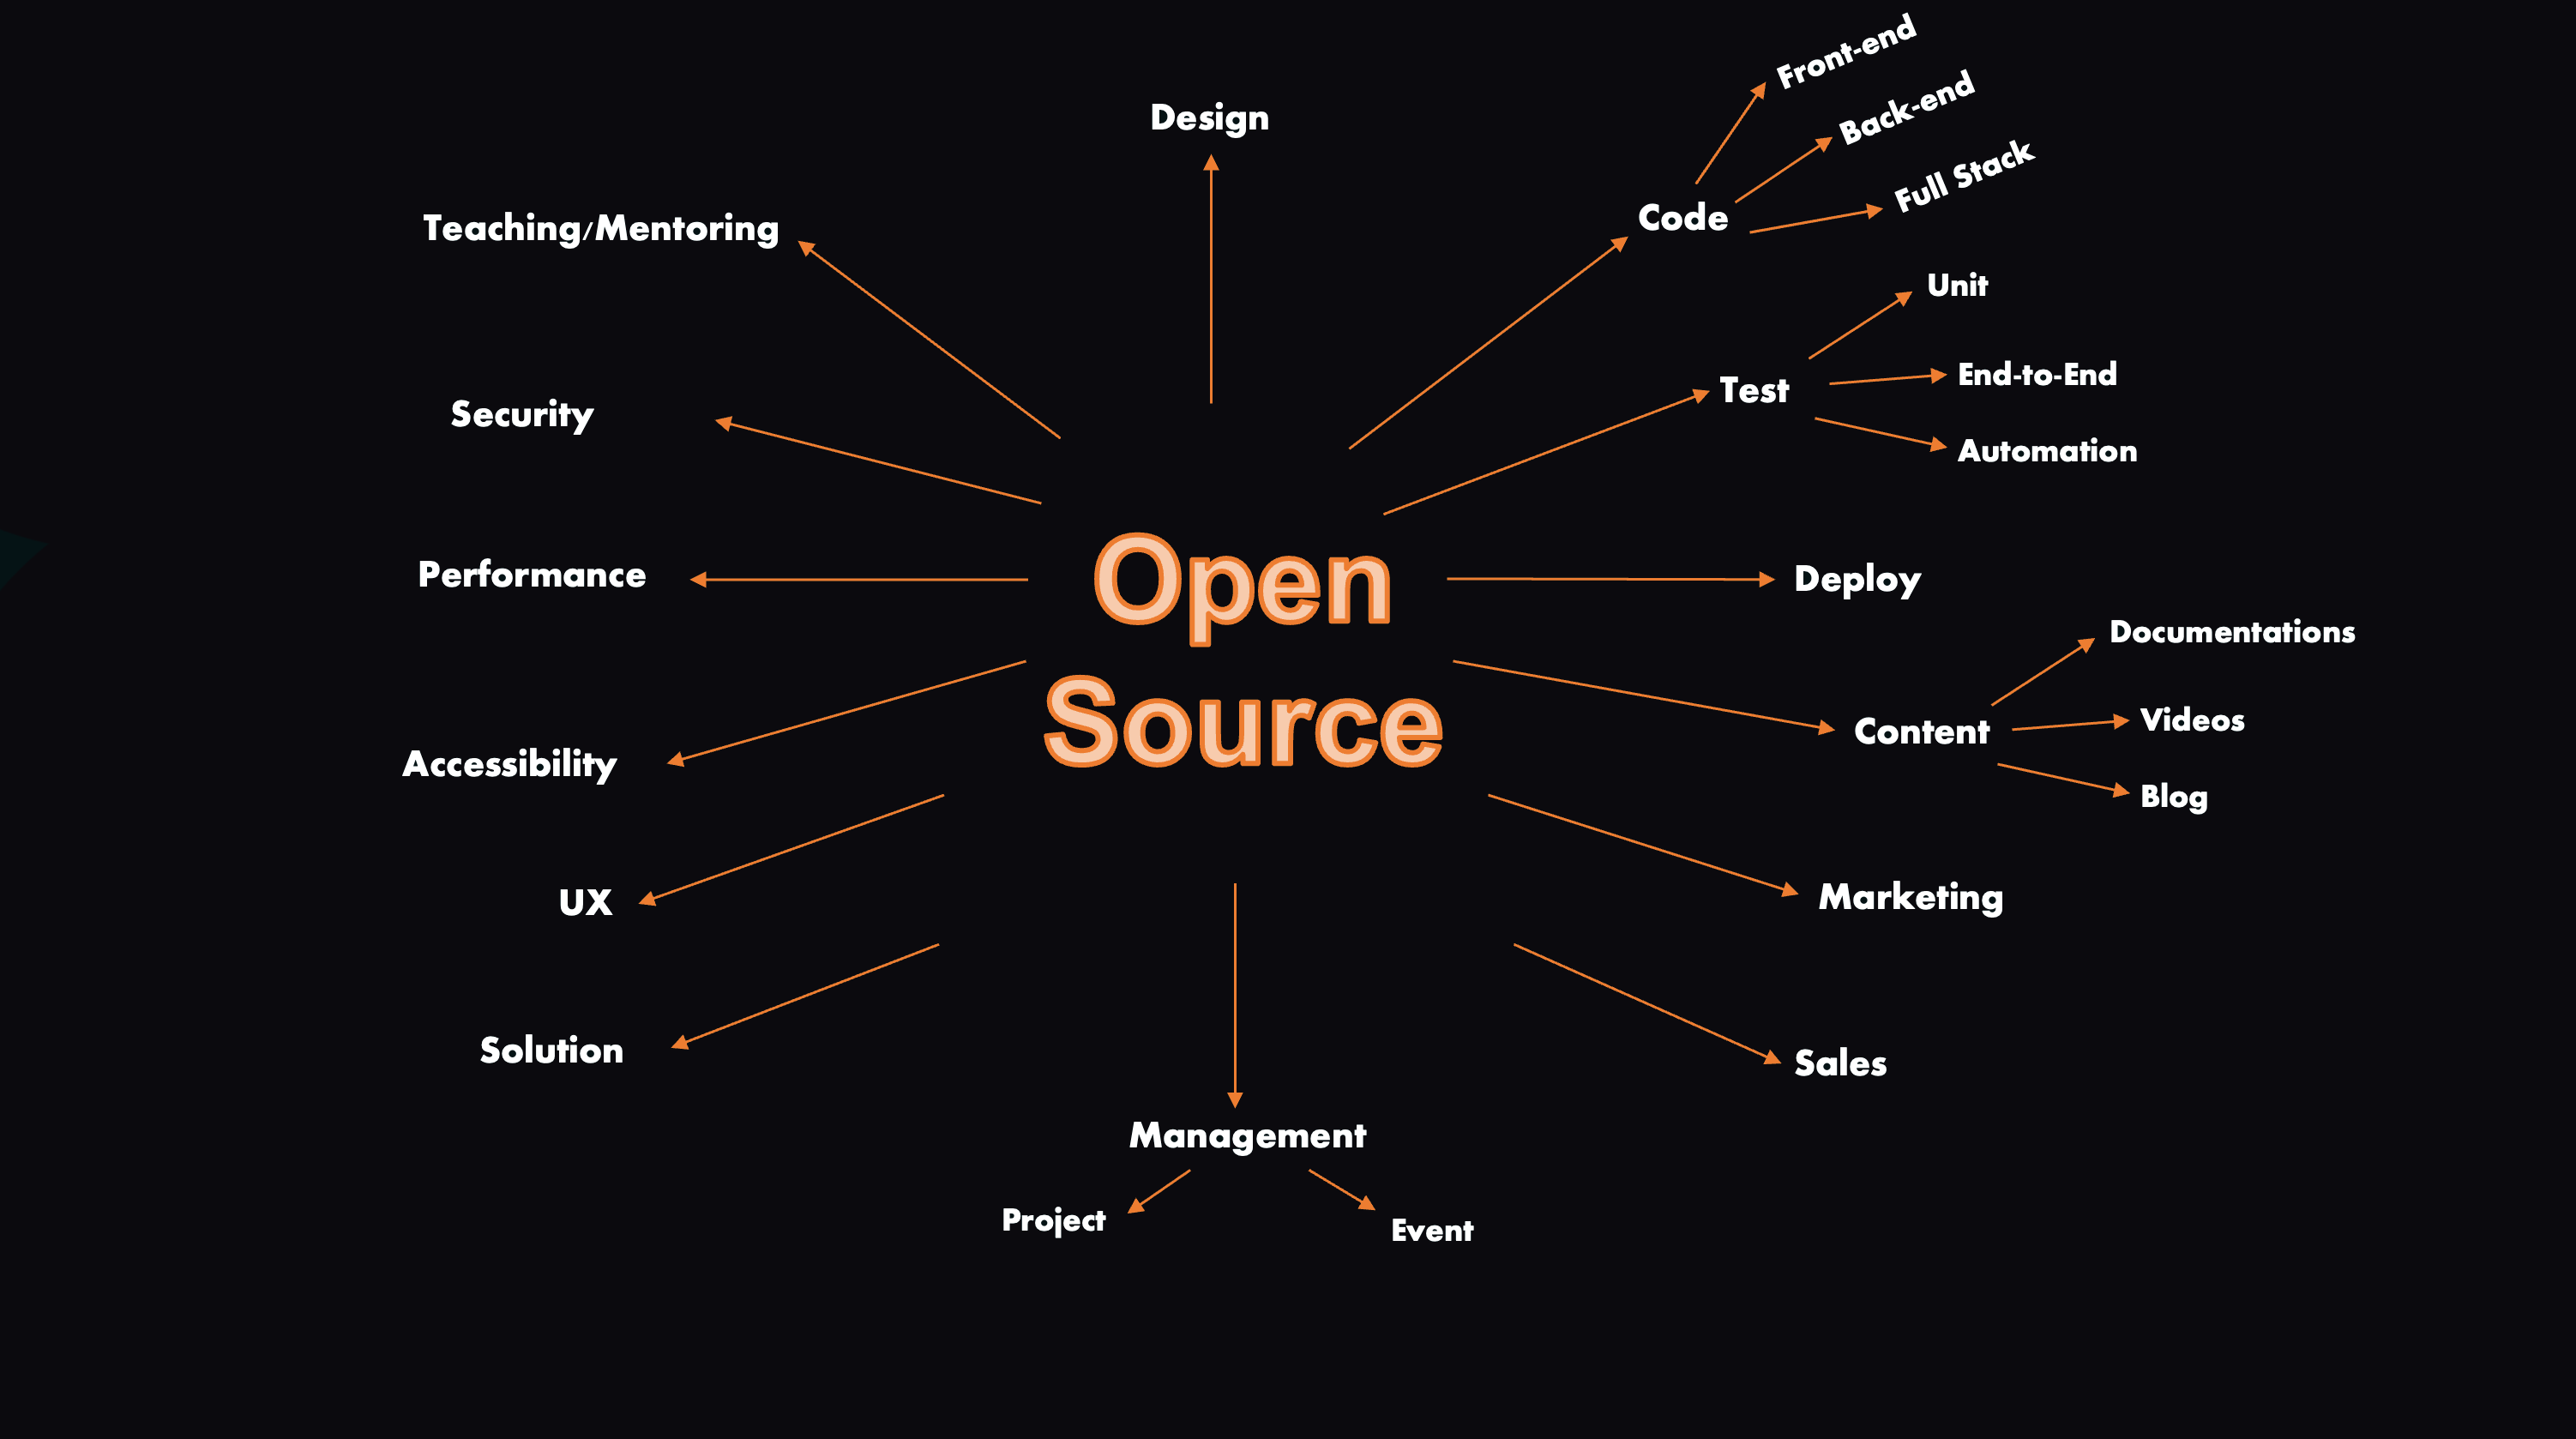 Front-end
Back-end
Design
Full Stack
Code
Teaching/Mentoring
Unit
End-to-End
Test
Security
Automation
Open
Performance
Deploy
Documentations
Source
Videos
Content
Accessibility
Blog
UX
Marketing
Solution
Sales
Management
Project
Event